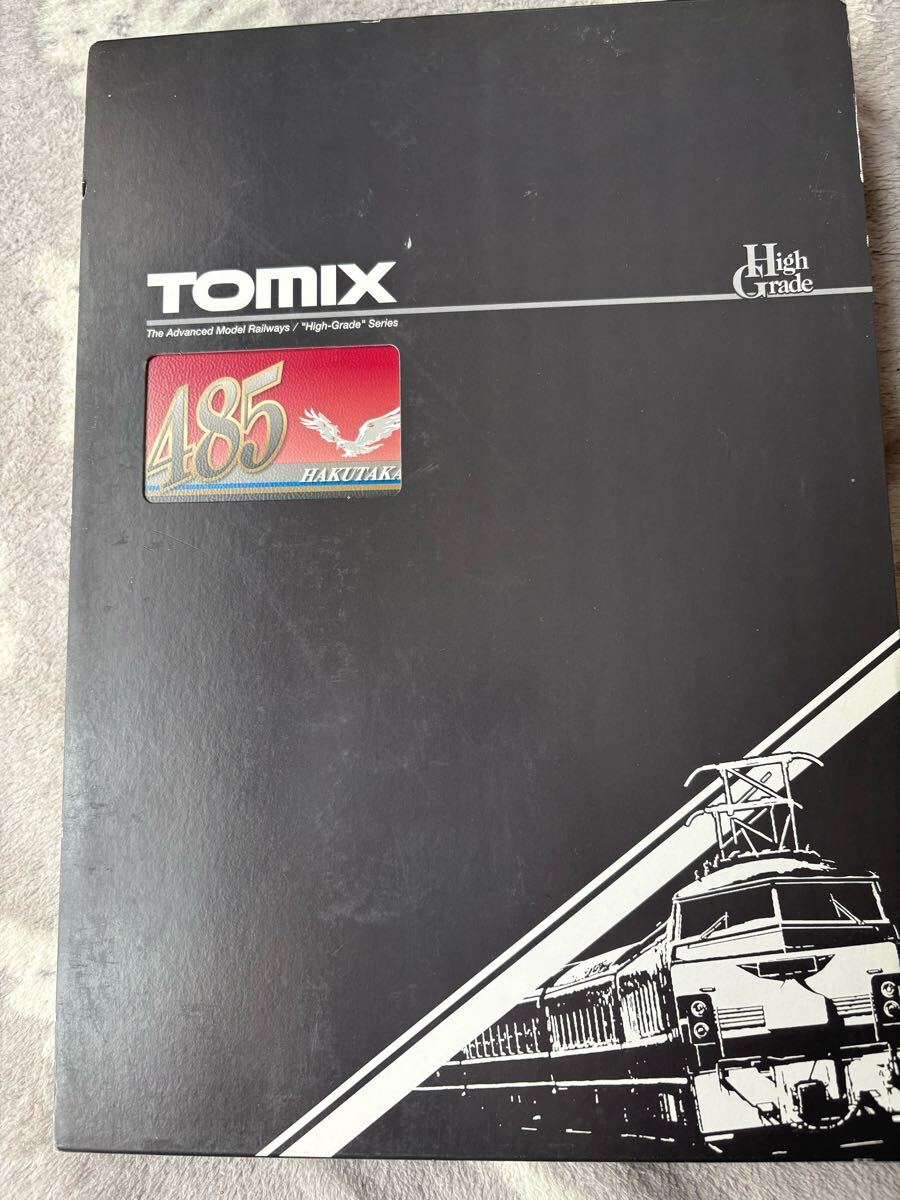 TOMIX
High Grade
The Advanced Model Railways / "High-Grade" Series
485
HAKUTAKA